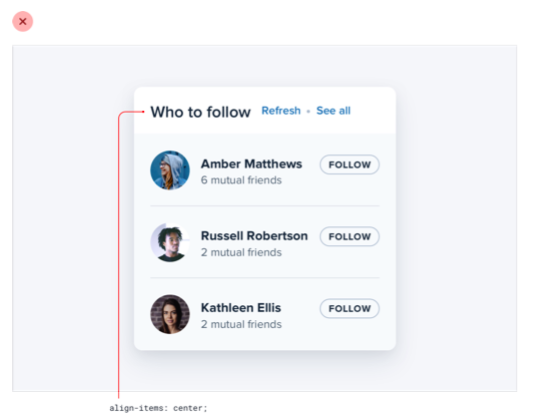 Who to follow Refresh • See all
Amber Matthews FOLLOW
6 mutual friends
Russell Robertson FOLLOW
2 mutual friends
Kathleen Ellis FOLLOW
2 mutual friends
align-items: center;